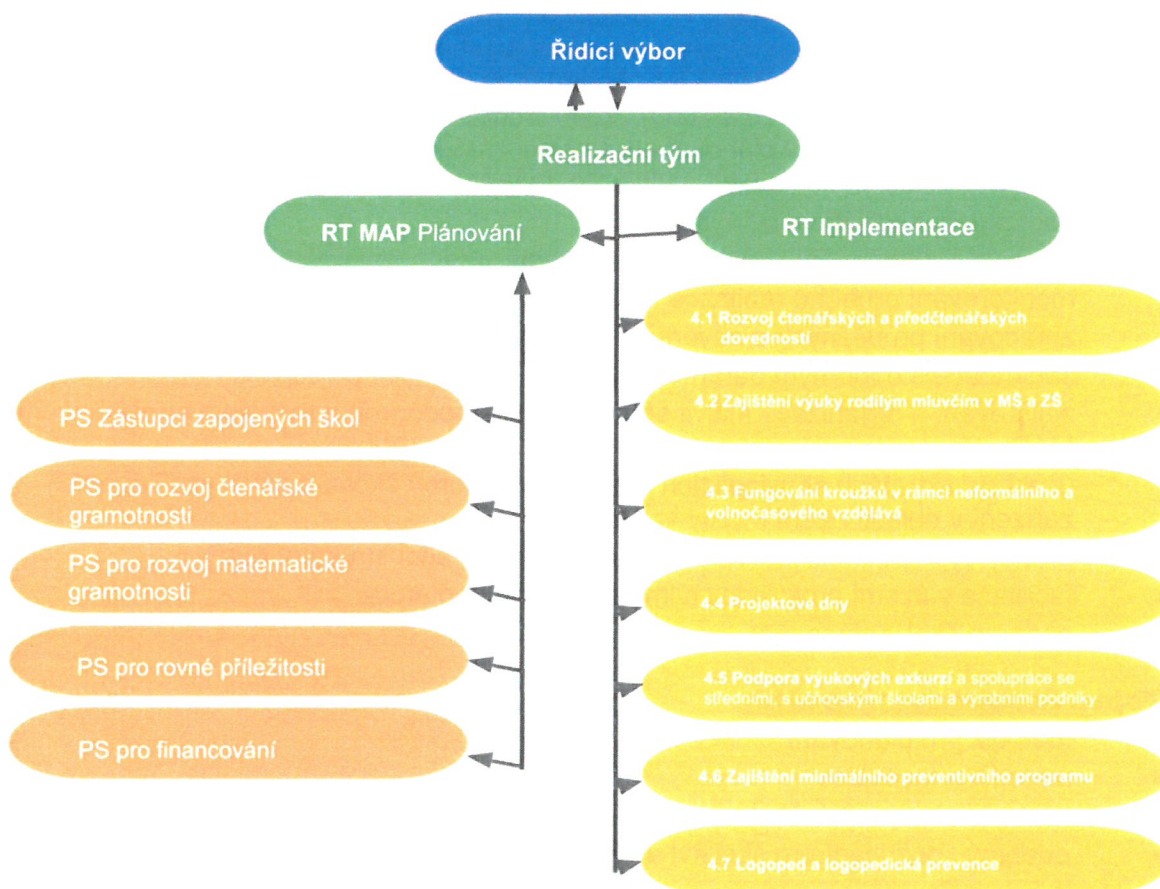 Řídící výbor
Realizační tým
RT MAP Plánování
RT Implementace
PS Zástupci zapojených škol
PS pro rozvoj čtenářské
gramotnosti
PS pro rozvoj matematické
gramotnosti
PS pro rovné příležitosti
PS pro financování
4.1 Rozvoj čtenářských a předčtenářských
dovedností
4.2 Zajištění výuky rodilým mluvčím v MŠ a ZŠ
4.3 Fungování kroužků v rámci neformálního a
volnočasového vzdělává
4.4 Projektové dny
4.5 Podpora výukových exkurzí a spolupráce se
středními, s učňovskými školami a výrobními podniky
4.6 Zajištění minimálního preventivního programu
4.7 Logoped a logopedická prevence